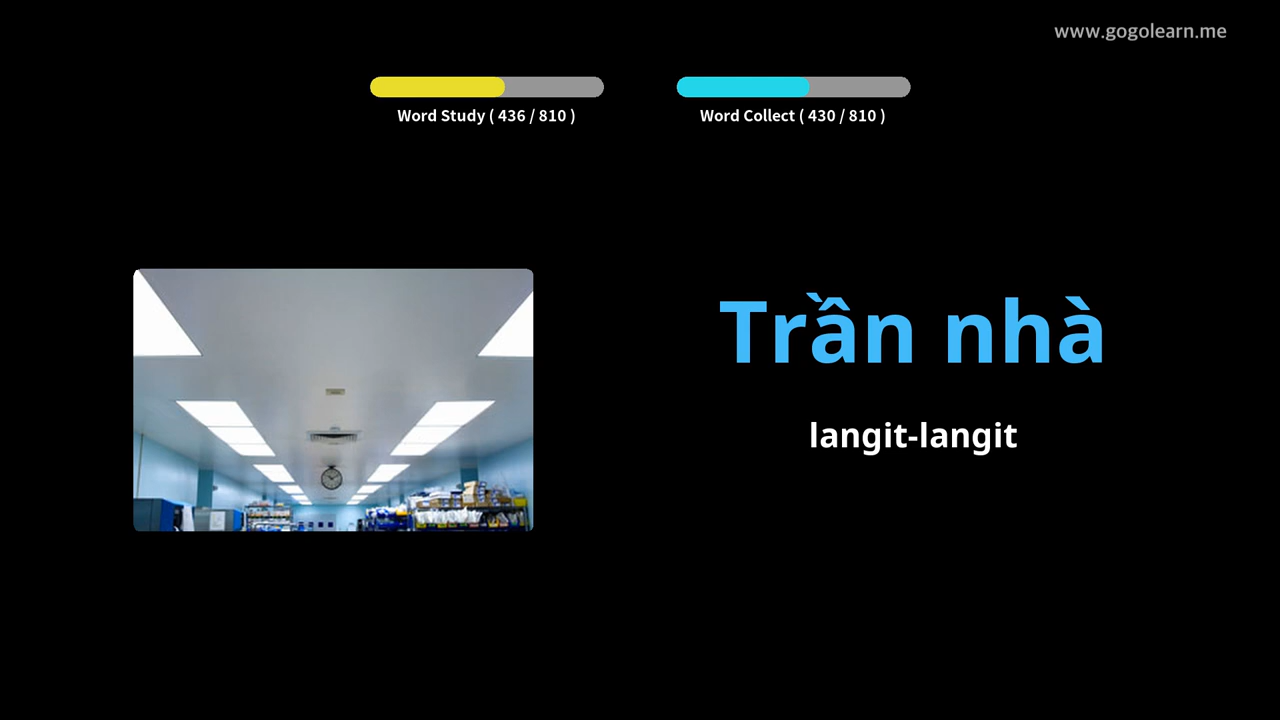 www.gogolearn.me
Word Study ( 436 / 810 )
Word Collect ( 430 / 810 )
Trần nhà
langit-langit